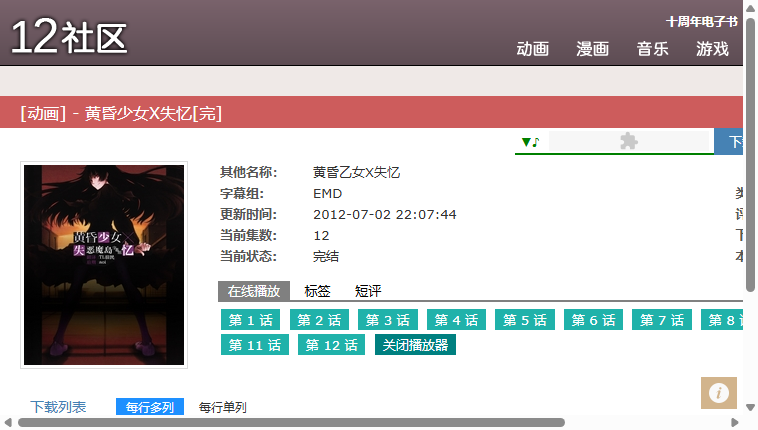 12社区
十周年电子书
动画 漫画 音乐 游戏
[动画] - 黄昏少女X失忆[完]
▼♪
其他名称: 黄昏乙女X失忆
字幕组: EMD
更新时间: 2012-07-02 22:07:44
当前集数: 12
当前状态: 完结
黄昏少女
失恶魔岛忆
在线播放 标签 短评
第 1 话 第 2 话 第 3 话 第 4 话 第 5 话 第 6 话 第 7 话 第 8
第 11 话 第 12 话 关闭播放器
下载列表 每行多列 每行单列